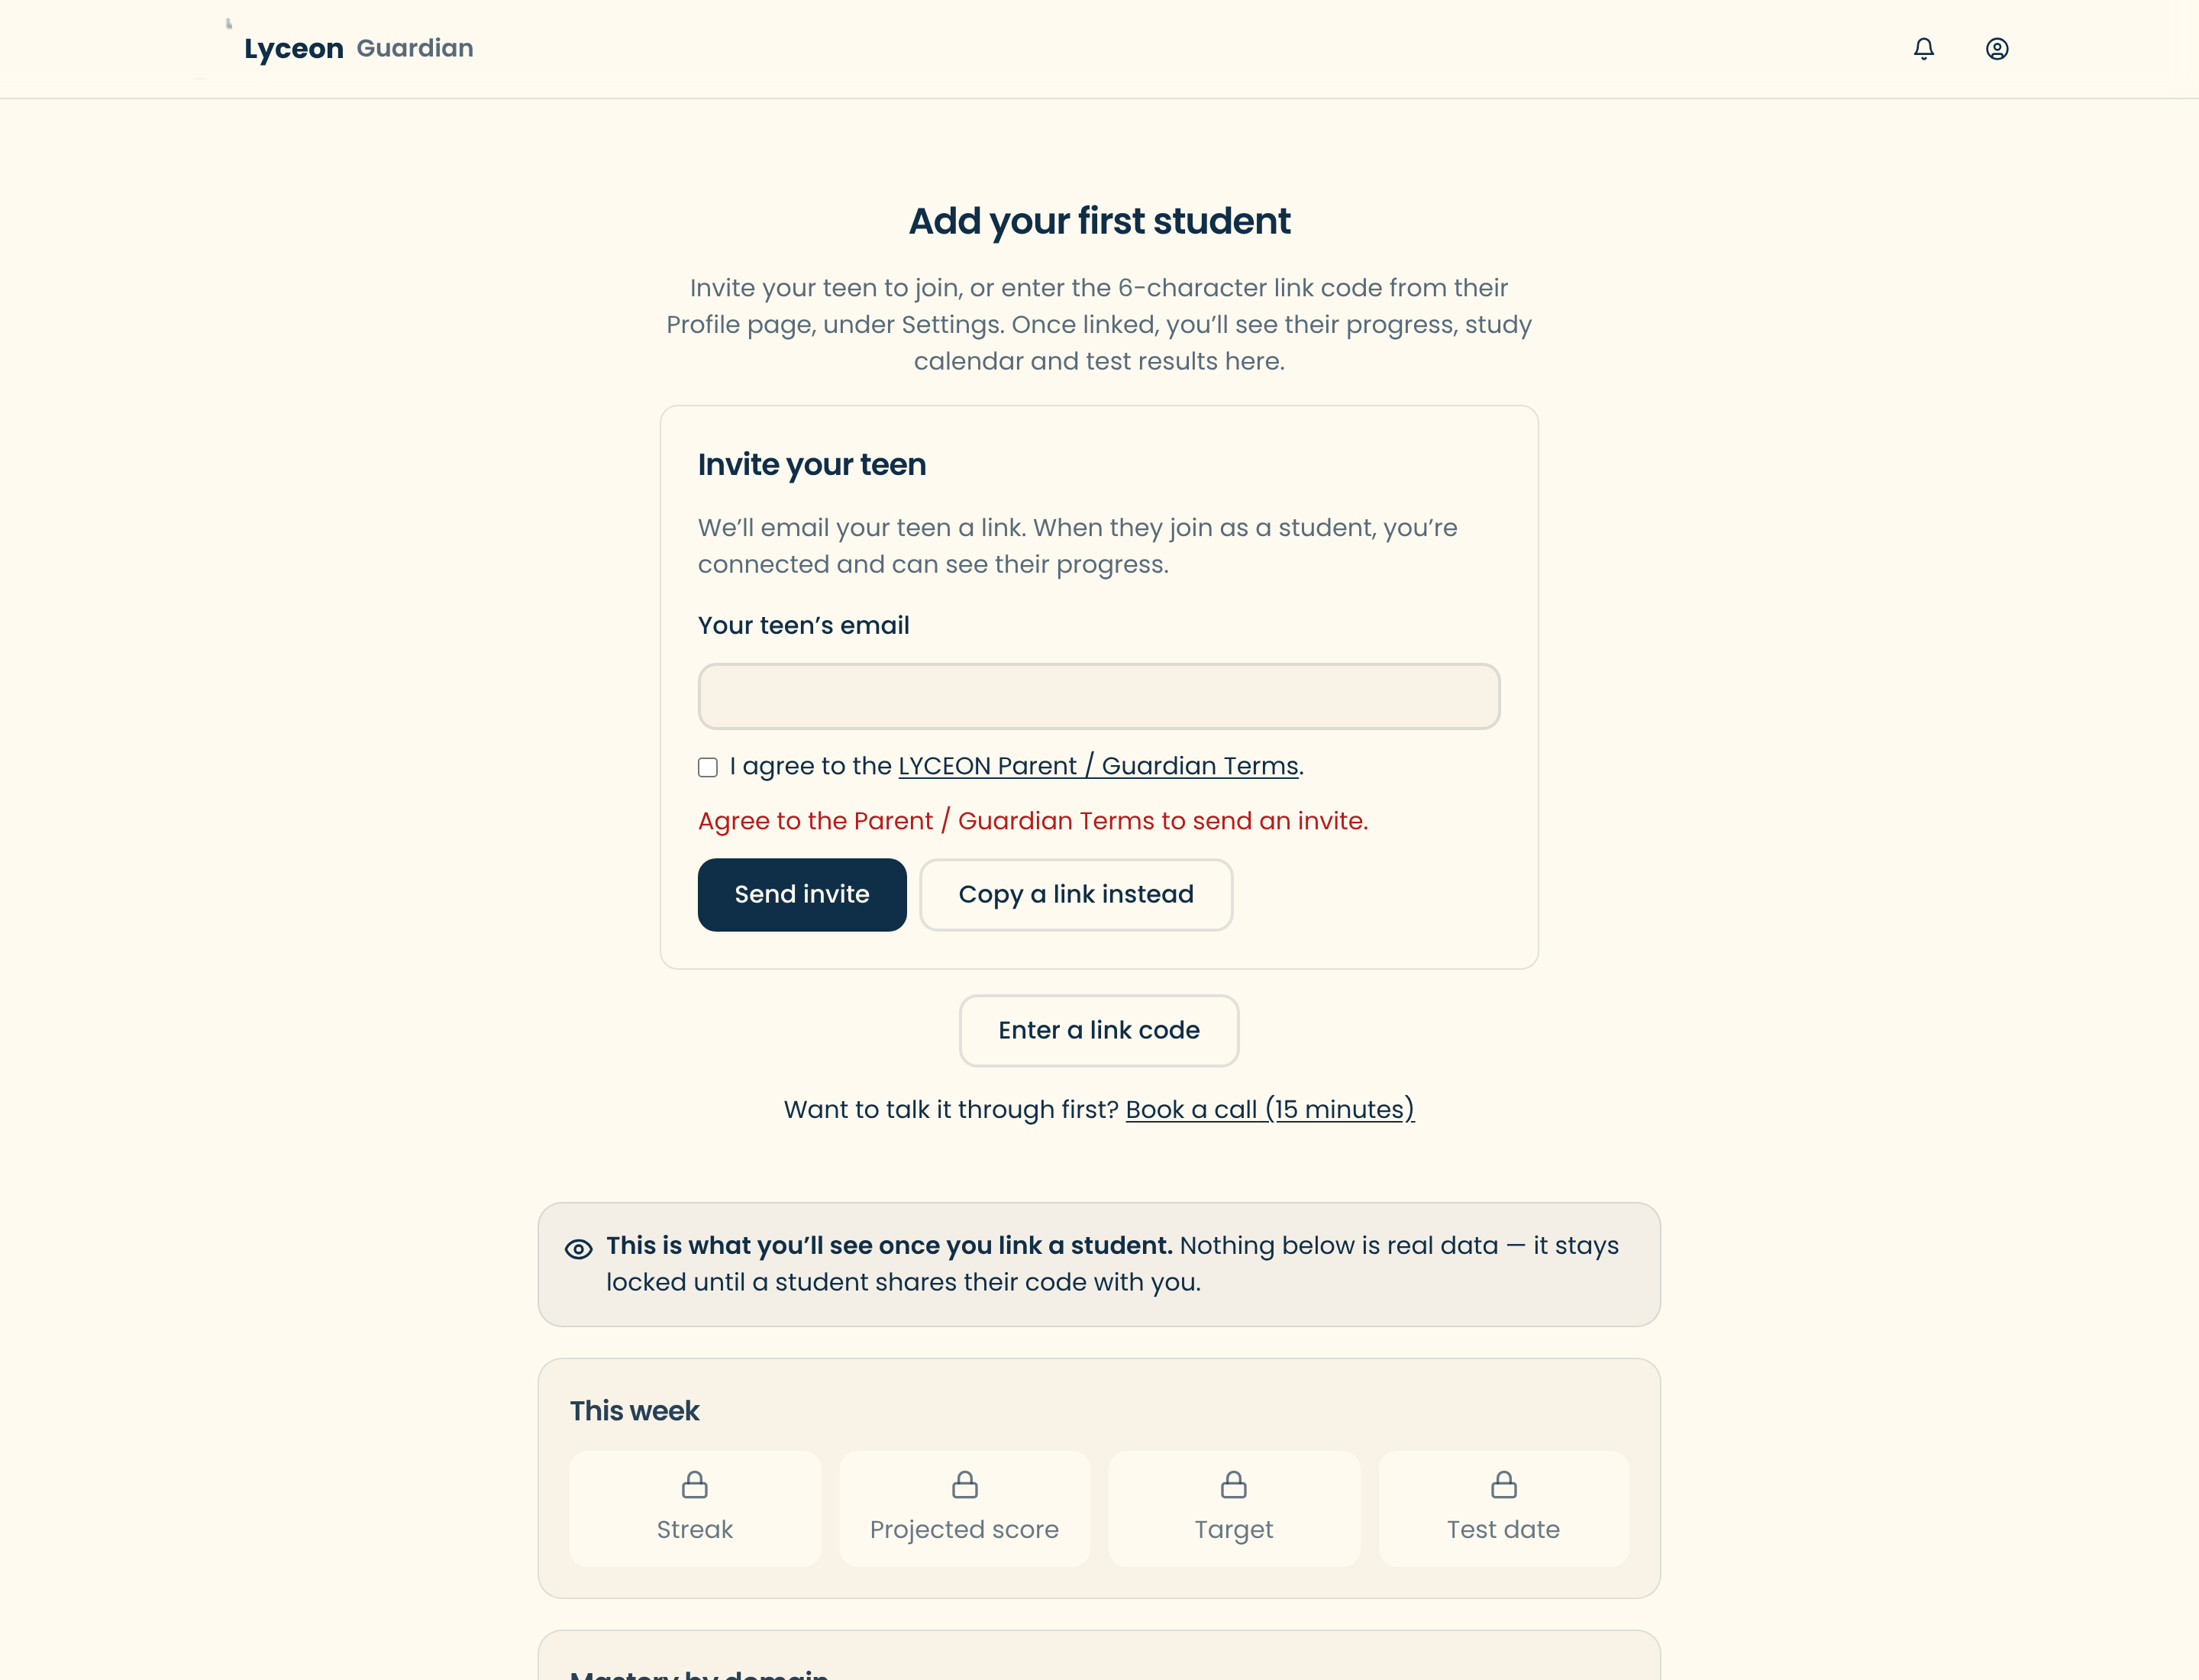 Lyceon Guardian
Add your first student
Invite your teen to join, or enter the 6-character link code from their
Profile page, under Settings. Once linked, you’ll see their progress, study
calendar and test results here.
Invite your teen
We’ll email your teen a link. When they join as a student, you’re
connected and can see their progress.
Your teen’s email
I agree to the LYCEON Parent / Guardian Terms.
Agree to the Parent / Guardian Terms to send an invite.
Send invite
Copy a link instead
Enter a link code
Want to talk it through first? Book a call (15 minutes)
This is what you’ll see once you link a student. Nothing below is real data — it stays
locked until a student shares their code with you.
This week
Streak
Projected score
Target
Test date
Mastery by domain